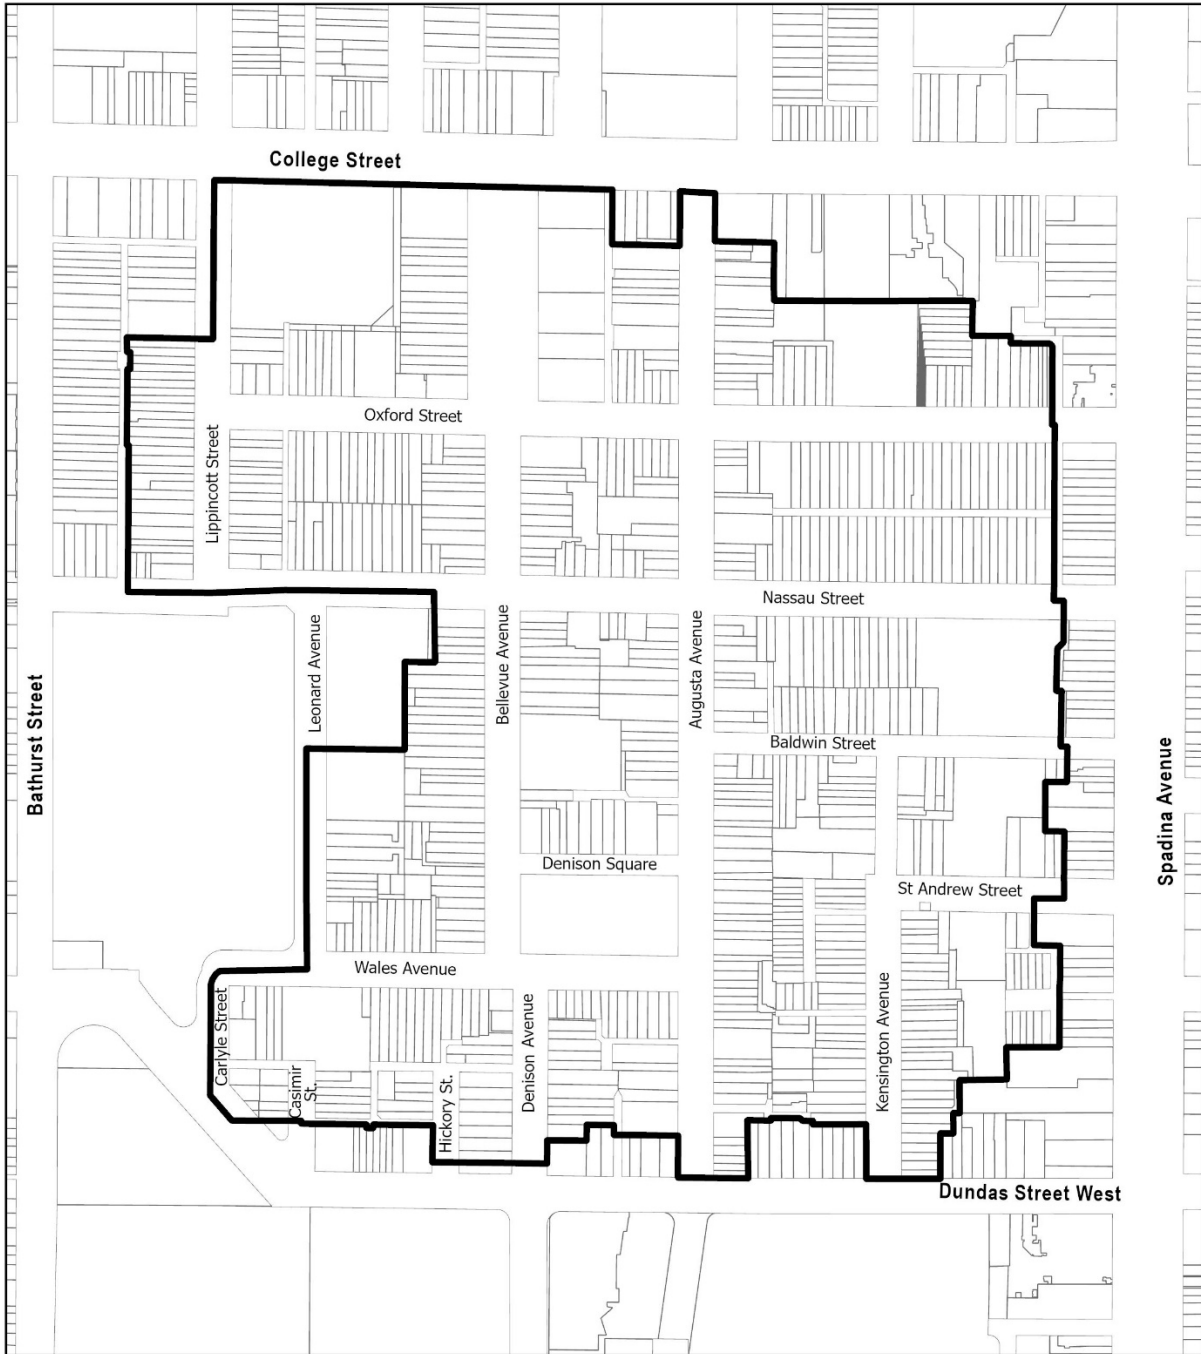 College Street
Oxford Street
Lippincott Street
Nassau Street
Leonard Avenue
Bellevue Avenue
Augusta Avenue
Bathurst Street
Baldwin Street
Spadina Avenue
Denison Square
St Andrew Street
Wales Avenue
Carlyle Street
Casimir
St.
Hickory St.
Denison Avenue
Kensington Avenue
Dundas Street West